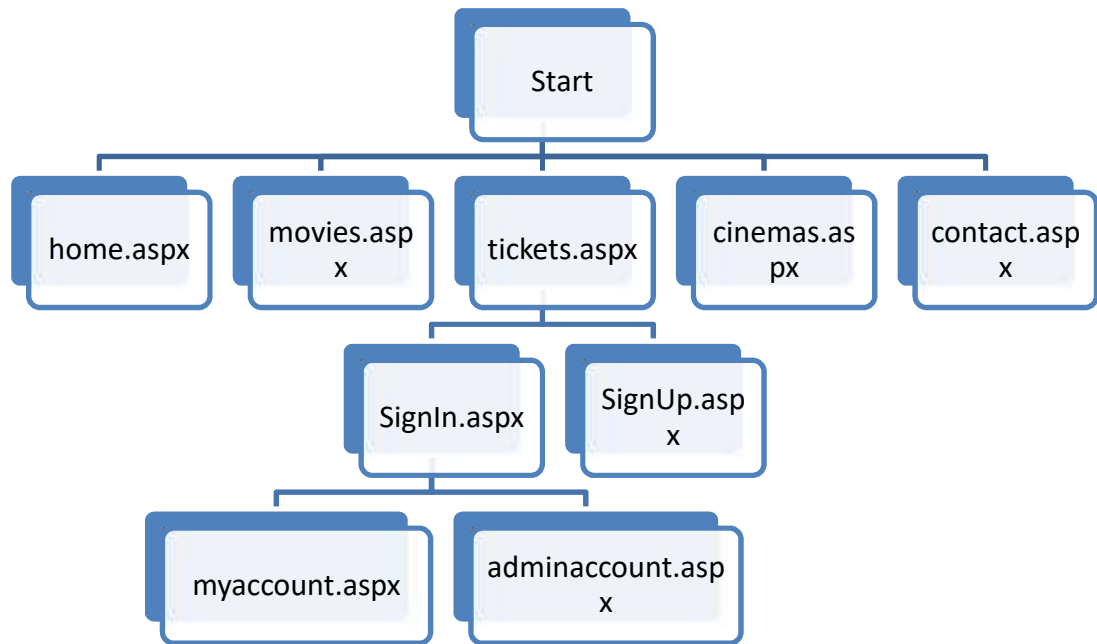 Start
home.aspx
movies.asp
x
tickets.aspx
cinemas.as
px
contact.asp
x
SignIn.aspx
SignUp.asp
x
myaccount.aspx
adminaccount.asp
x